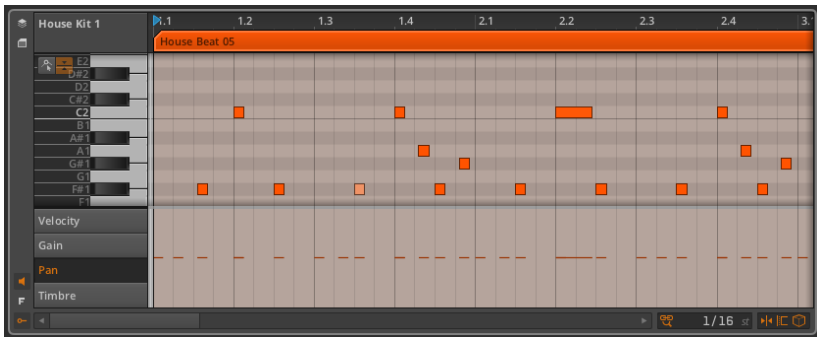 House Kit 1
1.1 1.2 1.3 1.4 2.1 2.2 2.3 2.4 3.
House Beat 05
E2
D#2
D2
C#2
C2
B1
A#1
A1
G#1
G1
F#1
F1
Velocity
Gain
Pan
F
Timbre
1/16 st